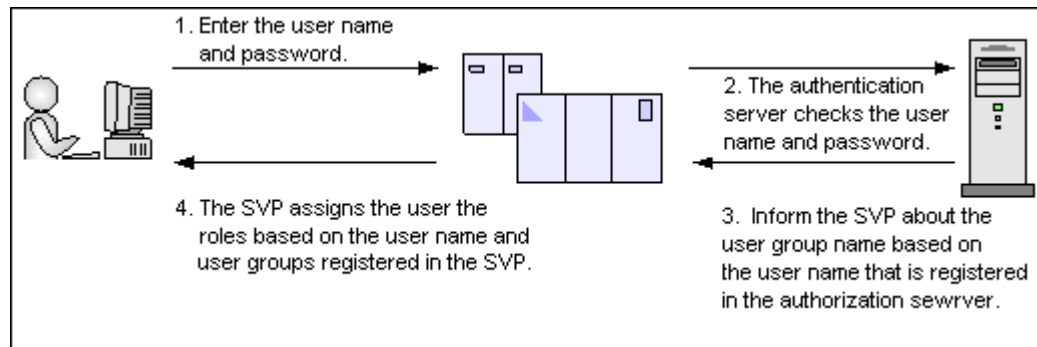 1. Enter the user name
and password.
2. The authentication
server checks the user
name and password.
3. Inform the SVP about the
user group name based on
the user name that is registered
in the authorization sewrver.
4. The SVP assigns the user the
roles based on the user name and
user groups registered in the SVP.